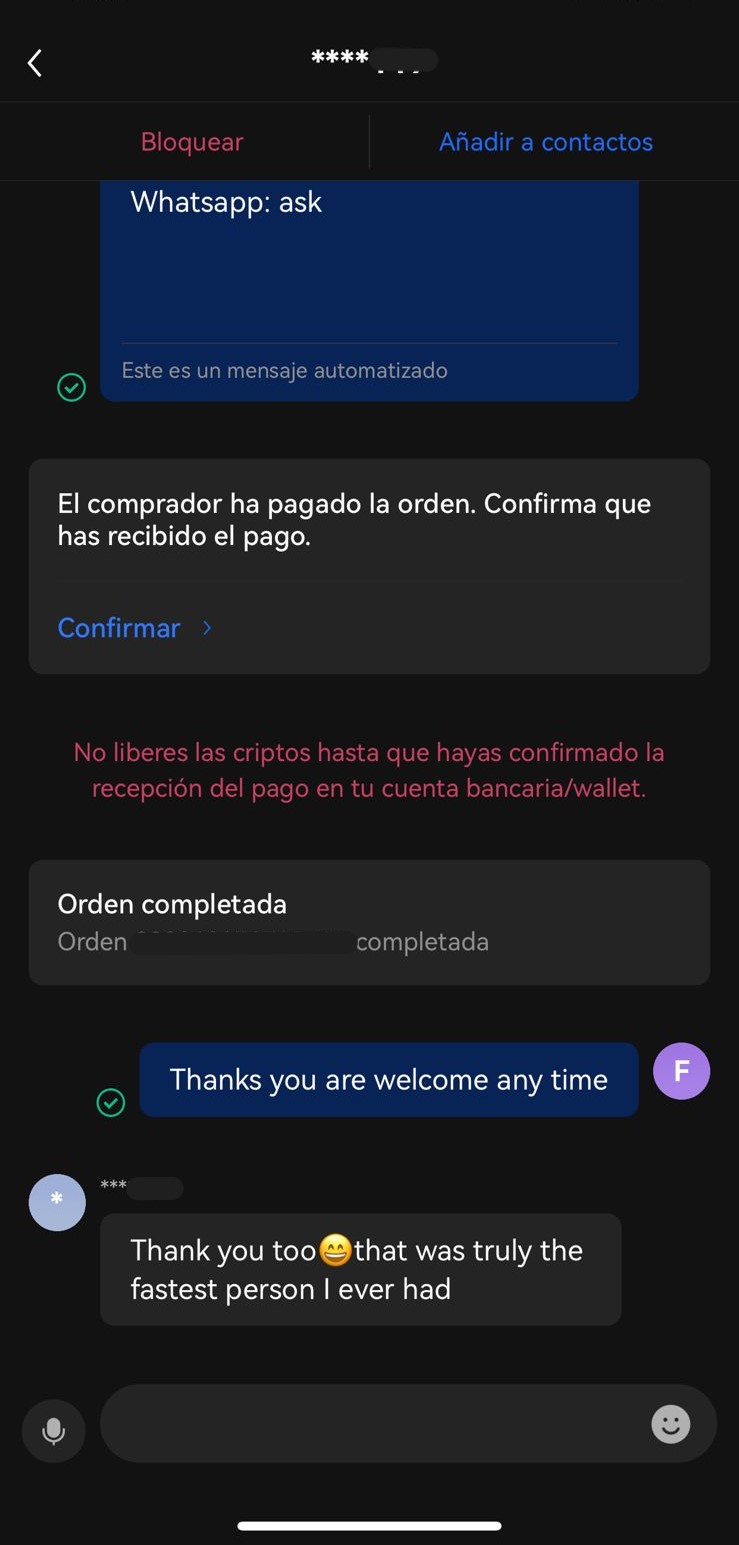 ****
Bloquear
Añadir a contactos
Whatsapp: ask
Este es un mensaje automatizado
El comprador ha pagado la orden. Confirma que
has recibido el pago.
Confirmar >
No liberes las criptos hasta que hayas confirmado la
recepción del pago en tu cuenta bancaria/wallet.
Orden completada
Orden completada
Thanks you are welcome any time
F
*
***
Thank you too😄that was truly the
fastest person I ever had